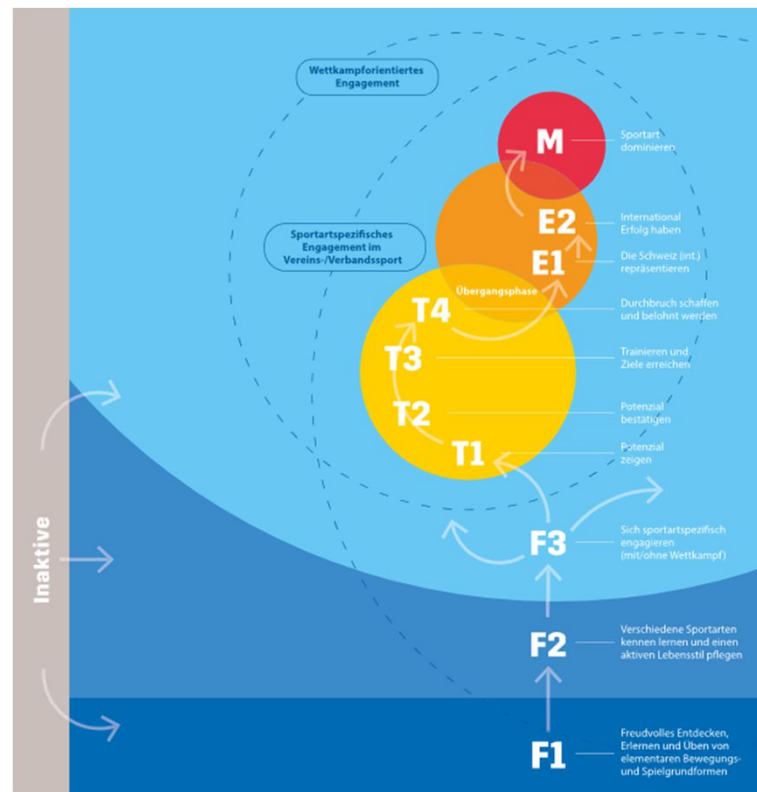 Wettkampforientiertes
Engagement
M
Sportart
dominieren
E2
International
Erfolg haben
Sportartspezifisches
Engagement im
Vereins-/Verbandssport
E1
Die Schweiz (int.)
repräsentieren
Übergangsphase
T4
Durchbruch schaffen
und belohnt werden
T3
Trainieren und
Ziele erreichen
T2
Potenzial
bestätigen
T1
Potenzial
zeigen
Inaktive
F3
Sich sportartspezifisch
engagieren
(mit/ohne Wettkampf)
F2
Verschiedene Sportarten
kennen lernen und einen
aktiven Lebensstil pflegen
F1
Freudvolles Entdecken,
Erlernen und Üben von
elementaren Bewegungs-
und Spielgrundformen